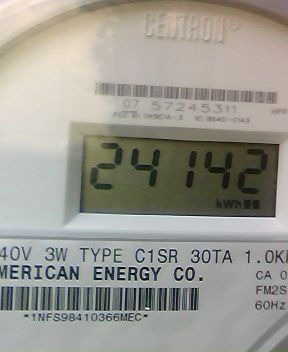 CENTRON®
07 57245311
24142
kWh
40V 3W TYPE C1SR 30TA 1.0K
MERICAN ENERGY CO.
CA 0
FM2S
60Hz
*1NFS98410366MEC*